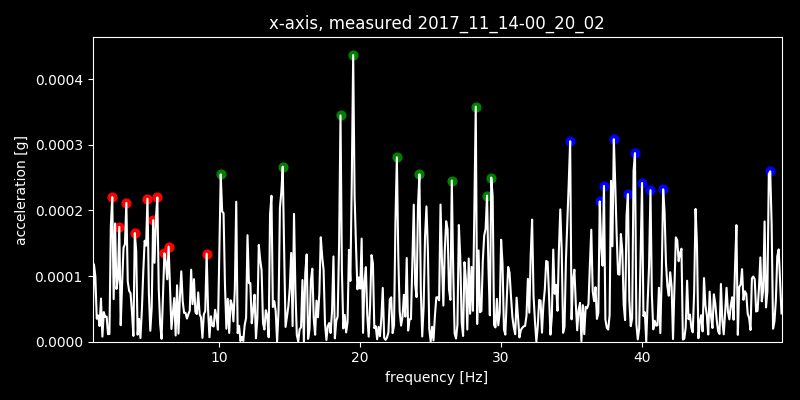 x-axis, measured 2017_11_14-00_20_02
acceleration [g]
0.0004
0.0003
0.0002
0.0001
0.0000
10 20 30 40
frequency [Hz]